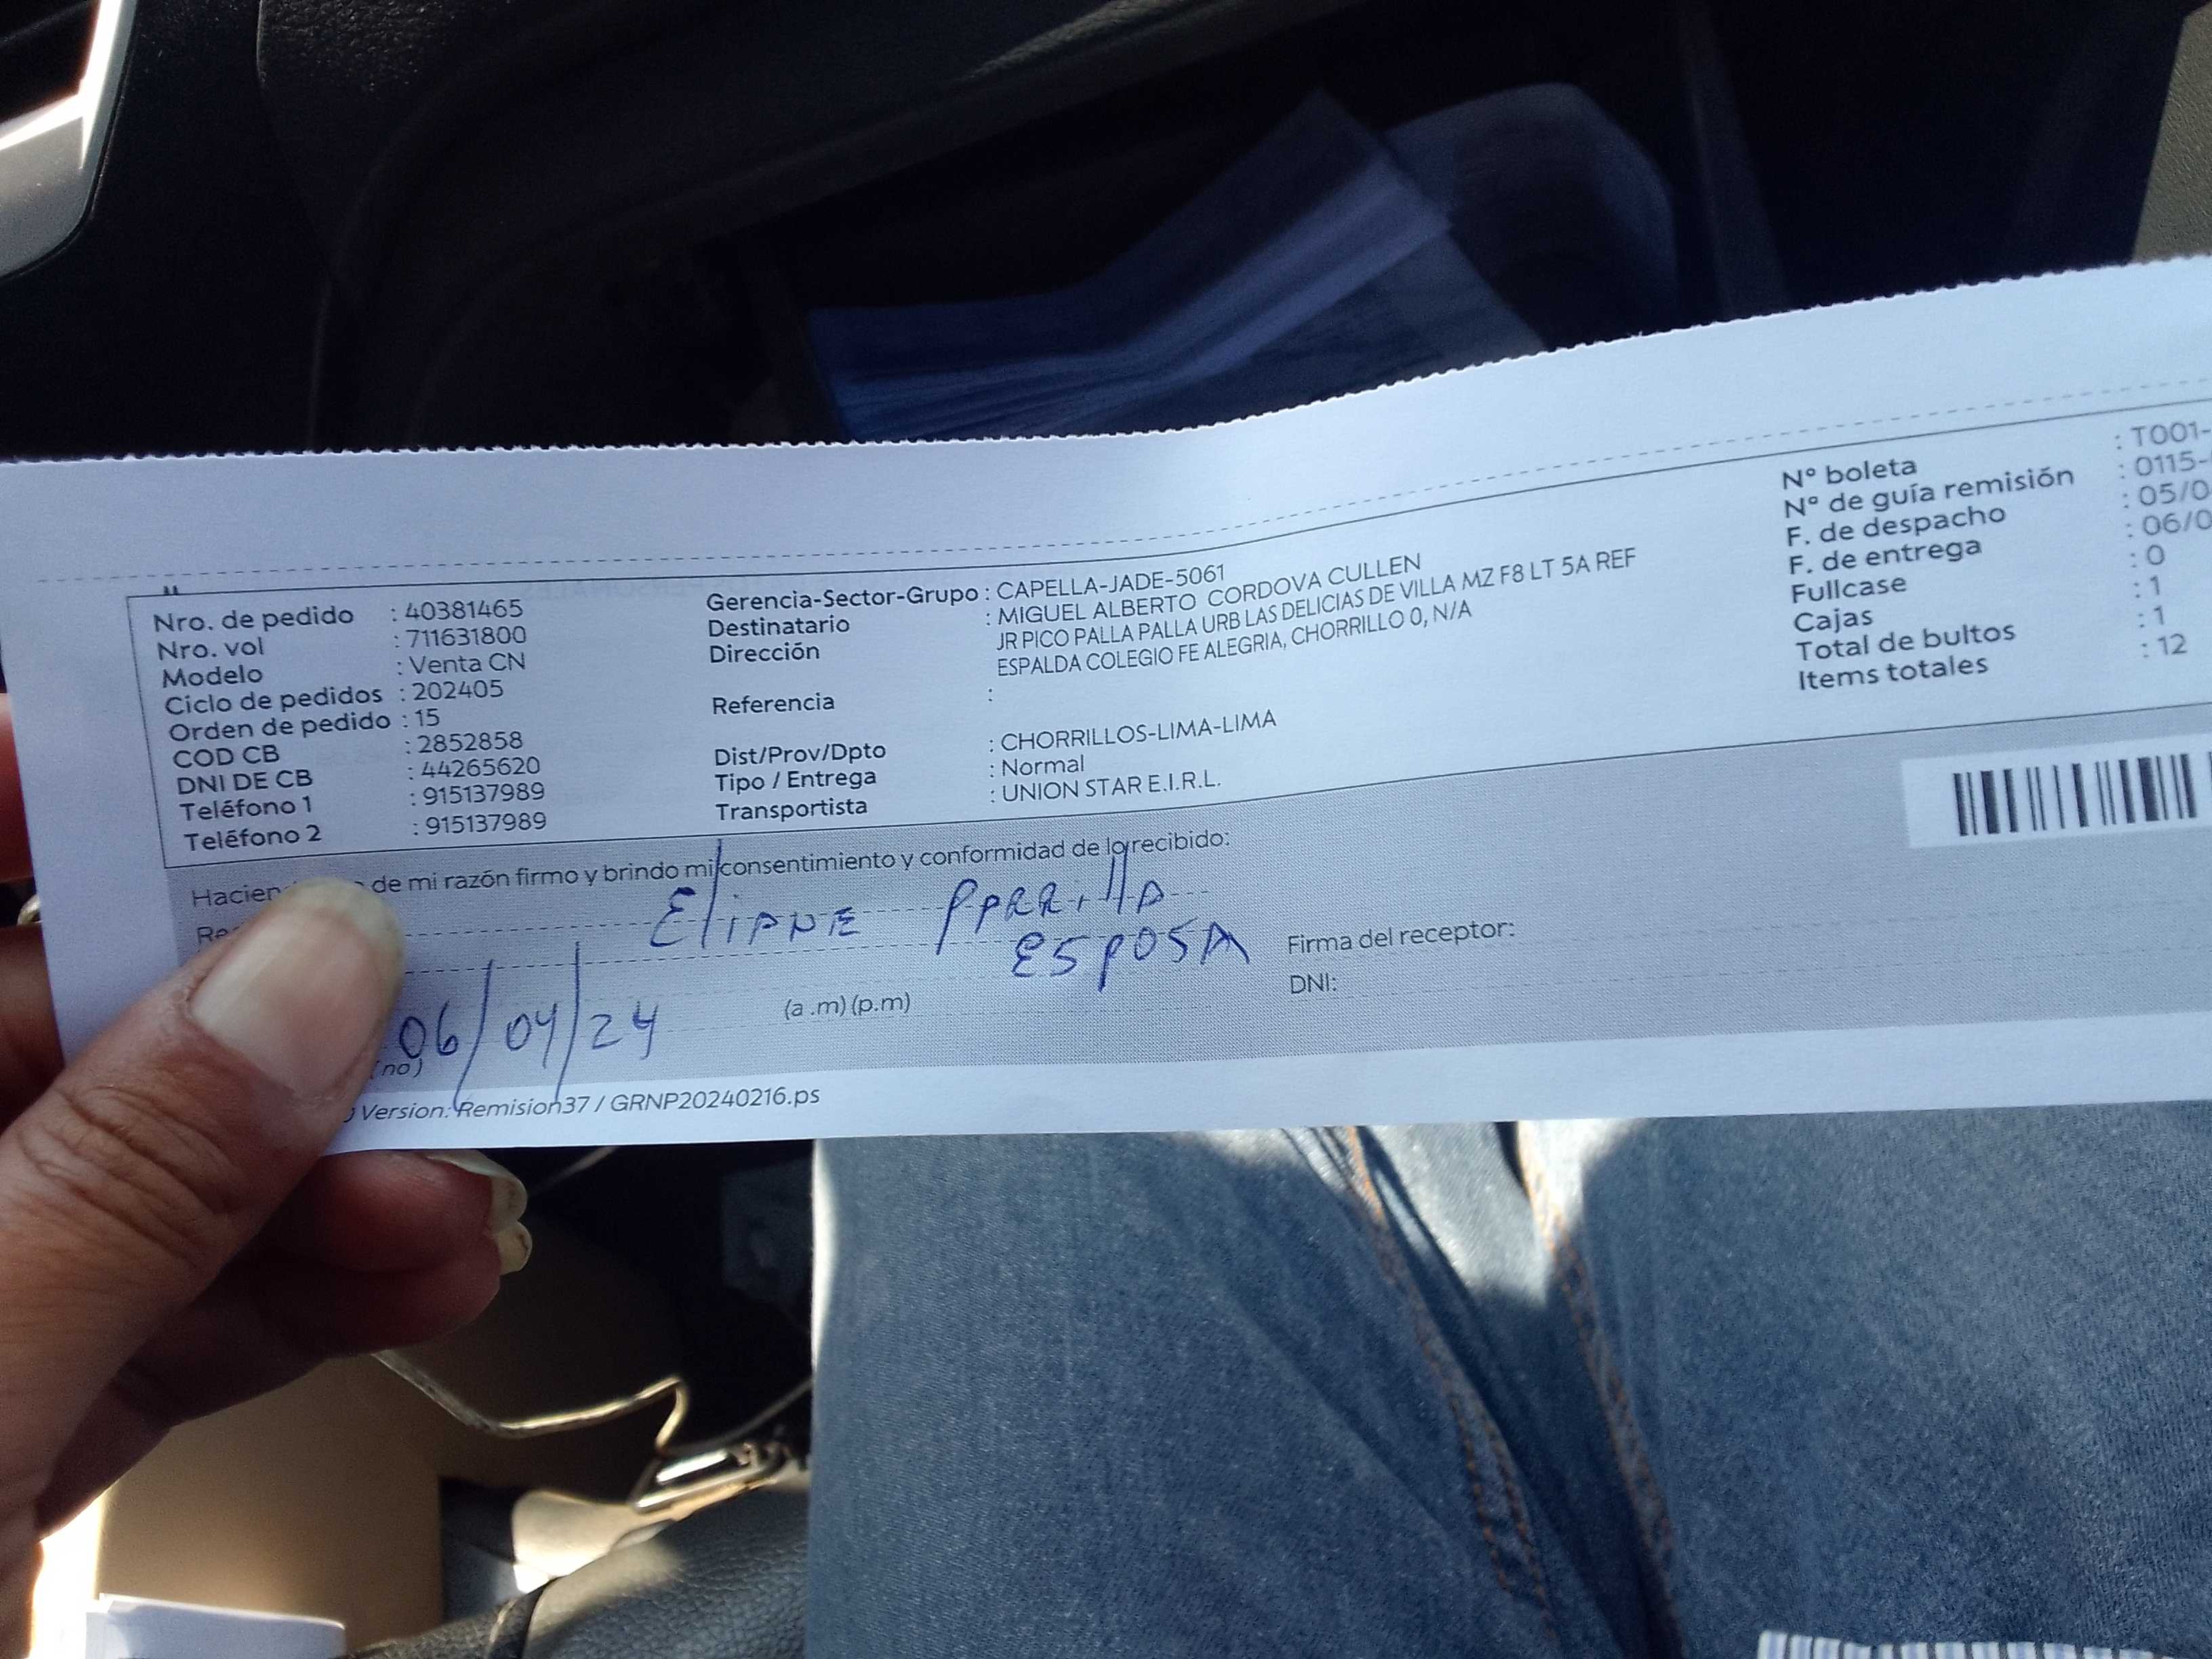 Nro. de pedido : 40381465
Nro. vol : 711631800
Modelo : Venta CN
Ciclo de pedidos : 202405
Orden de pedido : 15
COD CB : 2852858
DNI DE CB : 44265620
Teléfono 1 : 915137989
Teléfono 2 : 915137989
Gerencia-Sector-Grupo : CAPELLA-JADE-5061
Destinatario : MIGUEL ALBERTO CORDOVA CULLEN
Dirección JR PICO PALLA PALLA URB LAS DELICIAS DE VILLA MZ F8 LT 5A REF
ESPALDA COLEGIO FE ALEGRIA, CHORRILLO 0, N/A
Referencia :
Dist/Prov/Dpto : CHORRILLOS-LIMA-LIMA
Tipo / Entrega : Normal
Transportista : UNION STAR E.I.R.L.
Nº boleta : T001-
Nº de guía remisión : 0115-
F. de despacho : 05/0
F. de entrega : 06/0
Fullcase : 0
Cajas : 1
Total de bultos : 1
Items totales : 12
Hacien de mi razón firmo y brindo mi consentimiento y conformidad de lo recibido:
Re
EliANE PARRillA
ESPOSA
Firma del receptor:
06/04/24 (a .m) (p.m)
DNI:
(no)
Version: Remision37 / GRNP20240216.ps